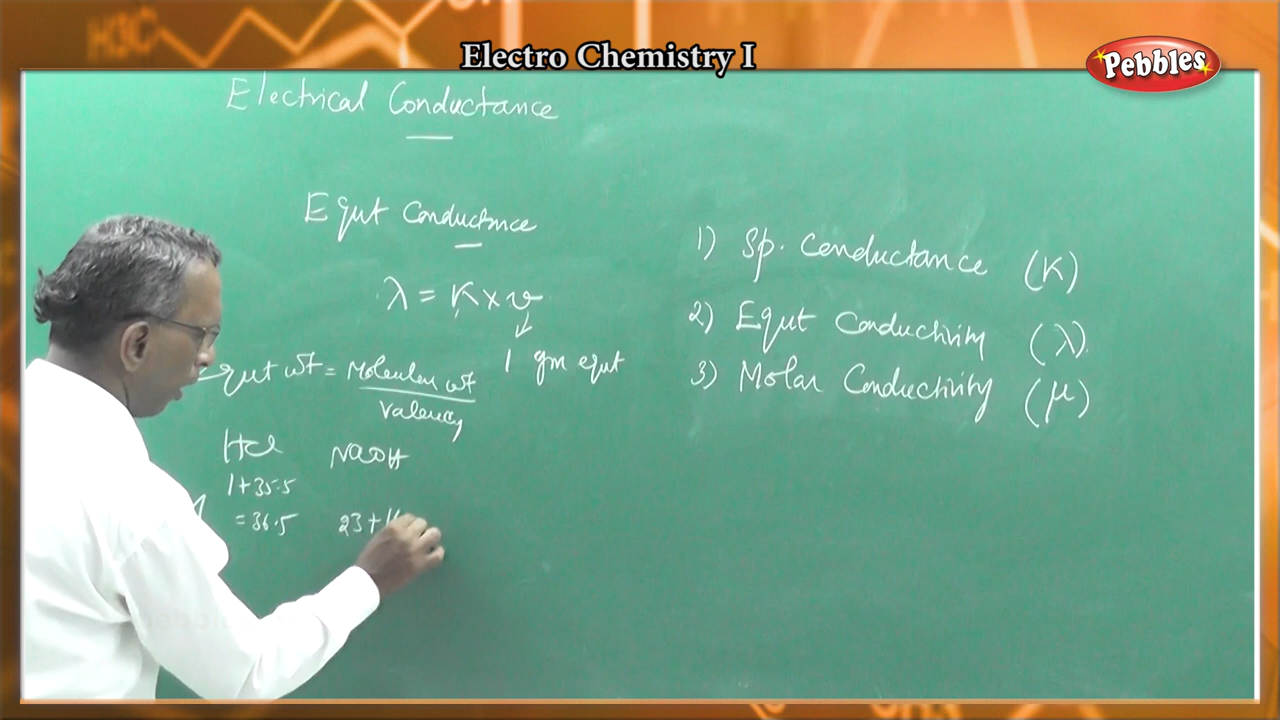 H3C
Electro Chemistry I
Pebbles
Electrical Conductance
Equt Conductance
λ = K × v
1 gm equt
equt wt = Molecular wt
Valency
HCl NaOH
1+35.5
= 36.5 23+
1) Sp. Conductance (K)
2) Equt Conductivity (λ).
3) Molar Conductivity (μ)